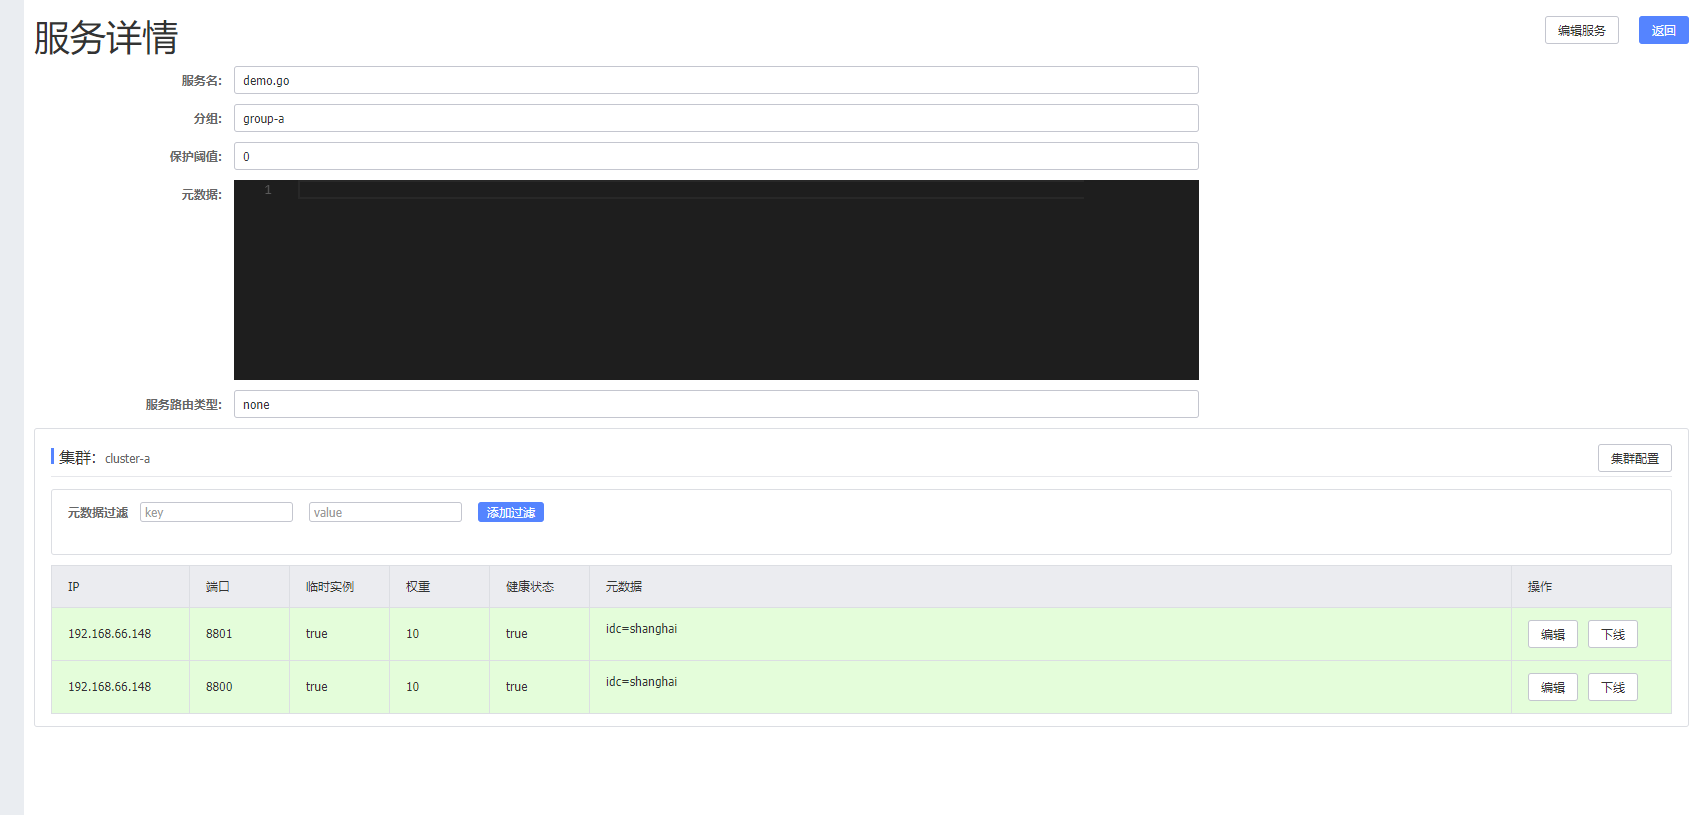 服务详情
编辑服务 返回
服务名: demo.go
分组: group-a
保护阈值: 0
元数据: 1
服务路由类型: none
集群： cluster-a 集群配置
元数据过滤 key value 添加过滤
IP 端口 临时实例 权重 健康状态 元数据 操作
192.168.66.148 8801 true 10 true idc=shanghai 编辑 下线
192.168.66.148 8800 true 10 true idc=shanghai 编辑 下线